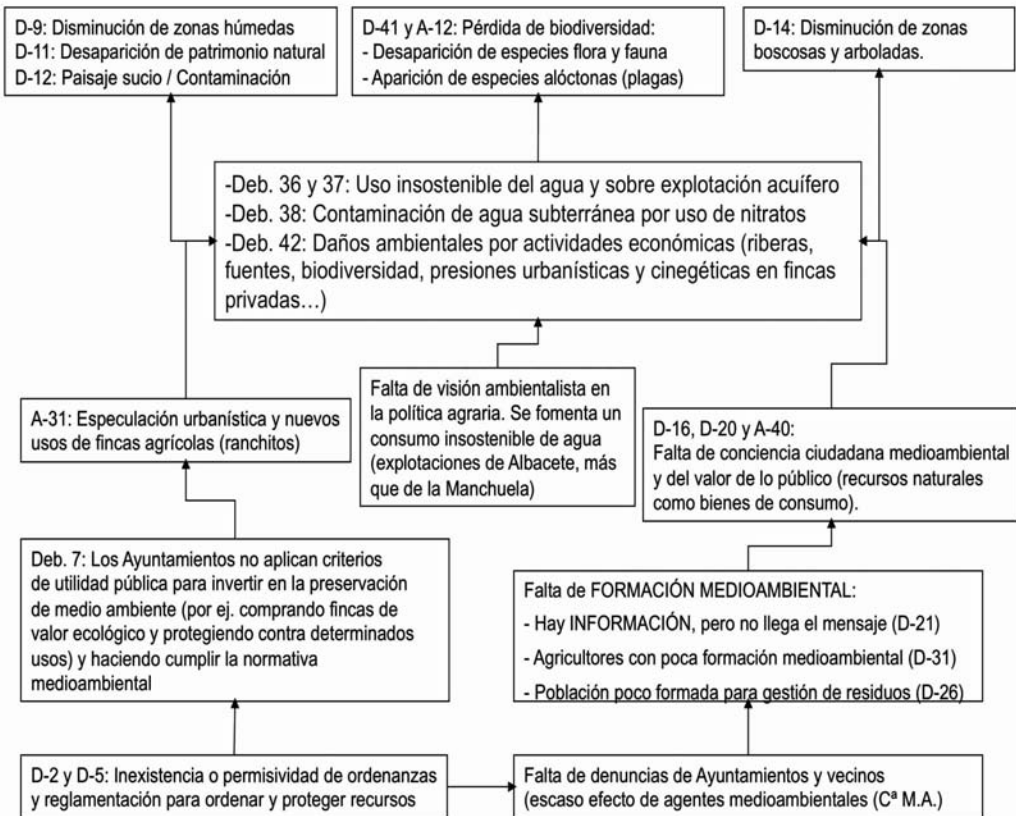 D-9: Disminución de zonas húmedas
D-11: Desaparición de patrimonio natural
D-12: Paisaje sucio / Contaminación
D-41 y A-12: Pérdida de biodiversidad:
- Desaparición de especies flora y fauna
- Aparición de especies alóctonas (plagas)
D-14: Disminución de zonas
boscosas y arboladas.
-Deb. 36 y 37: Uso insostenible del agua y sobre explotación acuífero
-Deb. 38: Contaminación de agua subterránea por uso de nitratos
-Deb. 42: Daños ambientales por actividades económicas (riberas,
fuentes, biodiversidad, presiones urbanísticas y cinegéticas en fincas
privadas…)
A-31: Especulación urbanística y nuevos
usos de fincas agrícolas (ranchitos)
Falta de visión ambientalista en
la política agraria. Se fomenta un
consumo insostenible de agua
(explotaciones de Albacete, más
que de la Manchuela)
D-16, D-20 y A-40:
Falta de conciencia ciudadana medioambiental
y del valor de lo público (recursos naturales
como bienes de consumo).
Deb. 7: Los Ayuntamientos no aplican criterios
de utilidad pública para invertir en la preservación
de medio ambiente (por ej. comprando fincas de
valor ecológico y protegiendo contra determinados
usos) y haciendo cumplir la normativa
medioambiental
Falta de FORMACIÓN MEDIOAMBIENTAL:
- Hay INFORMACIÓN, pero no llega el mensaje (D-21)
- Agricultores con poca formación medioambiental (D-31)
- Población poco formada para gestión de residuos (D-26)
D-2 y D-5: Inexistencia o permisividad de ordenanzas
y reglamentación para ordenar y proteger recursos
Falta de denuncias de Ayuntamientos y vecinos
(escaso efecto de agentes medioambientales (Cª M.A.)